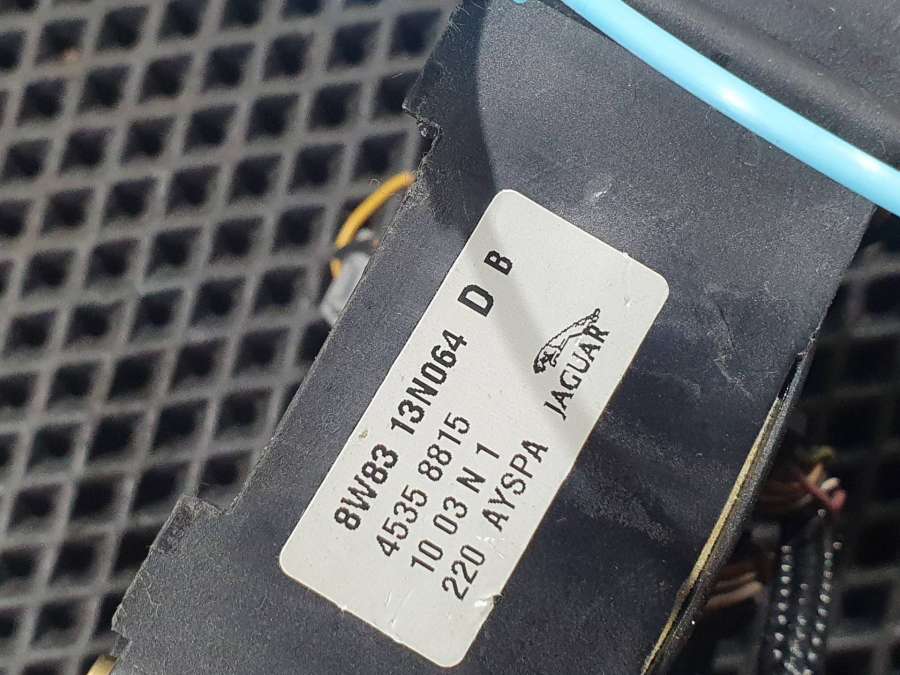 8W83 13N064 D B
4535 8815
10 03 N 1
220 AYSPA
JAGUAR